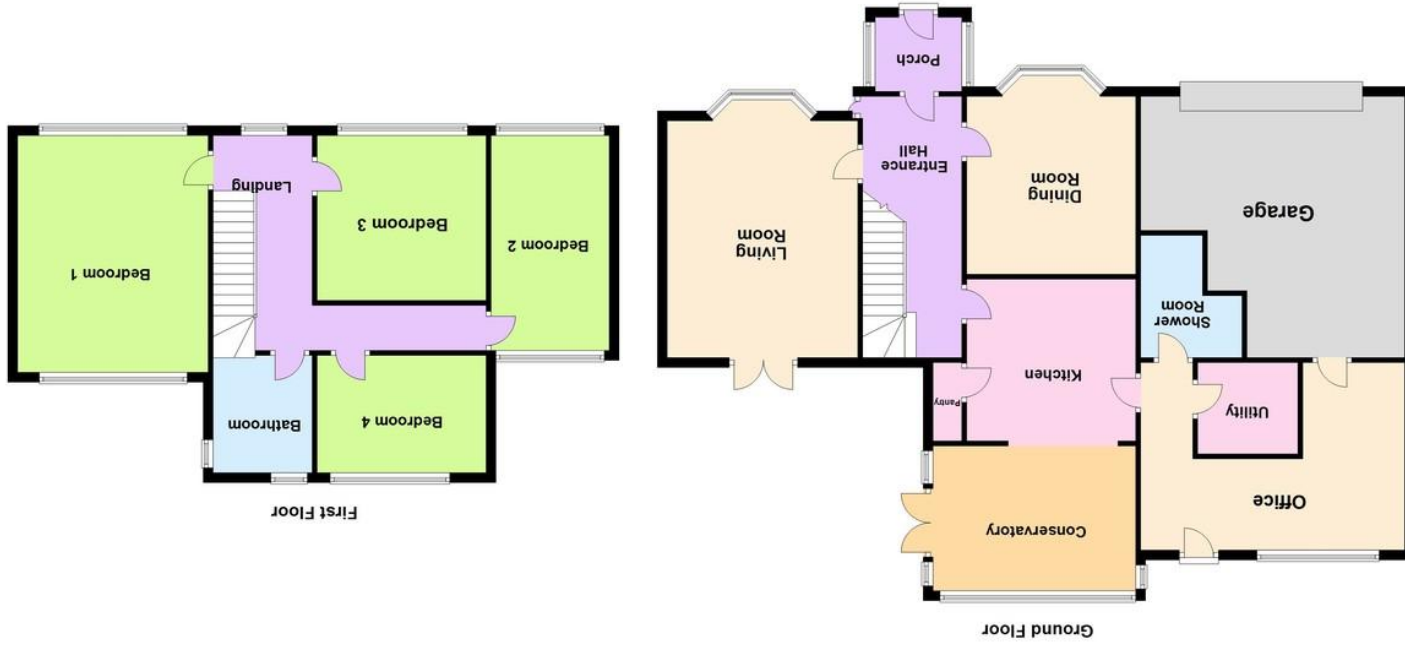 Ground Floor
Conservatory
Office
Utility
Pantry
Kitchen
Shower
Room
Living
Room
Garage
Dining
Room
Entrance
Hall
Porch
First Floor
Bedroom 4
Bathroom
Bedroom 1
Bedroom 2
Bedroom 3
Landing